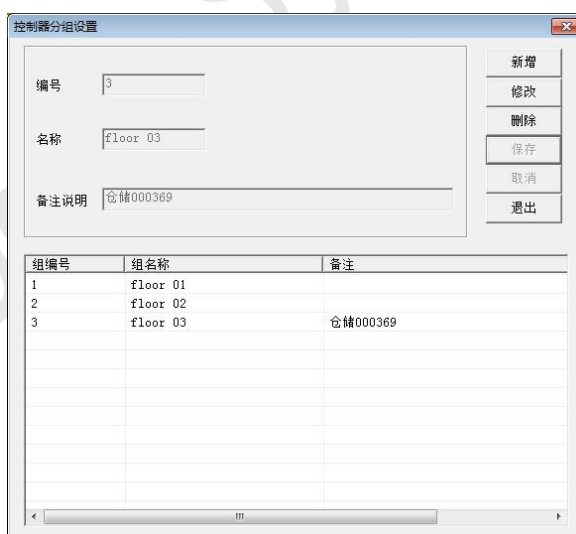 控制器分组设置
编号 3
名称 floor 03
备注说明 仓储000369
新增
修改
删除
保存
取消
退出
组编号 组名称 备注
1 floor 01
2 floor 02
3 floor 03 仓储000369